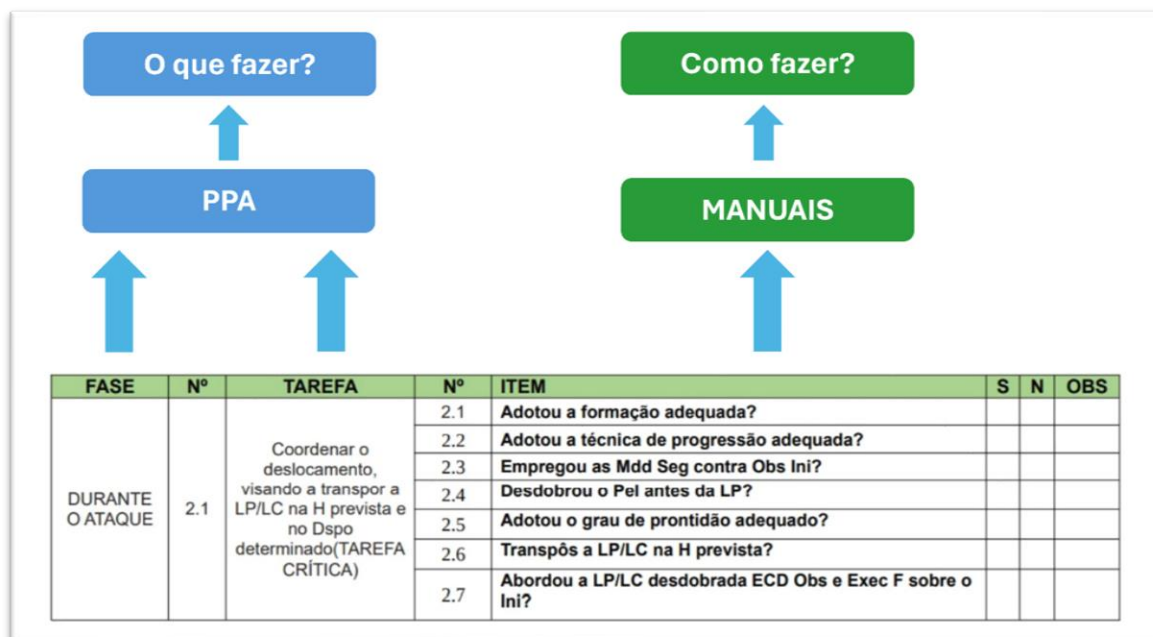 O que fazer?
Como fazer?
PPA
MANUAIS
FASE Nº TAREFA Nº ITEM S N OBS
DURANTE
O ATAQUE
2.1
Coordenar o
deslocamento,
visando a transpor a
LP/LC na H prevista e
no Dspo
determinado(TAREFA
CRÍTICA)
2.1 Adotou a formação adequada?
2.2 Adotou a técnica de progressão adequada?
2.3 Empregou as Mdd Seg contra Obs Ini?
2.4 Desdobrou o Pel antes da LP?
2.5 Adotou o grau de prontidão adequado?
2.6 Transpôs a LP/LC na H prevista?
2.7 Abordou a LP/LC desdobrada ECD Obs e Exec F sobre o
Ini?